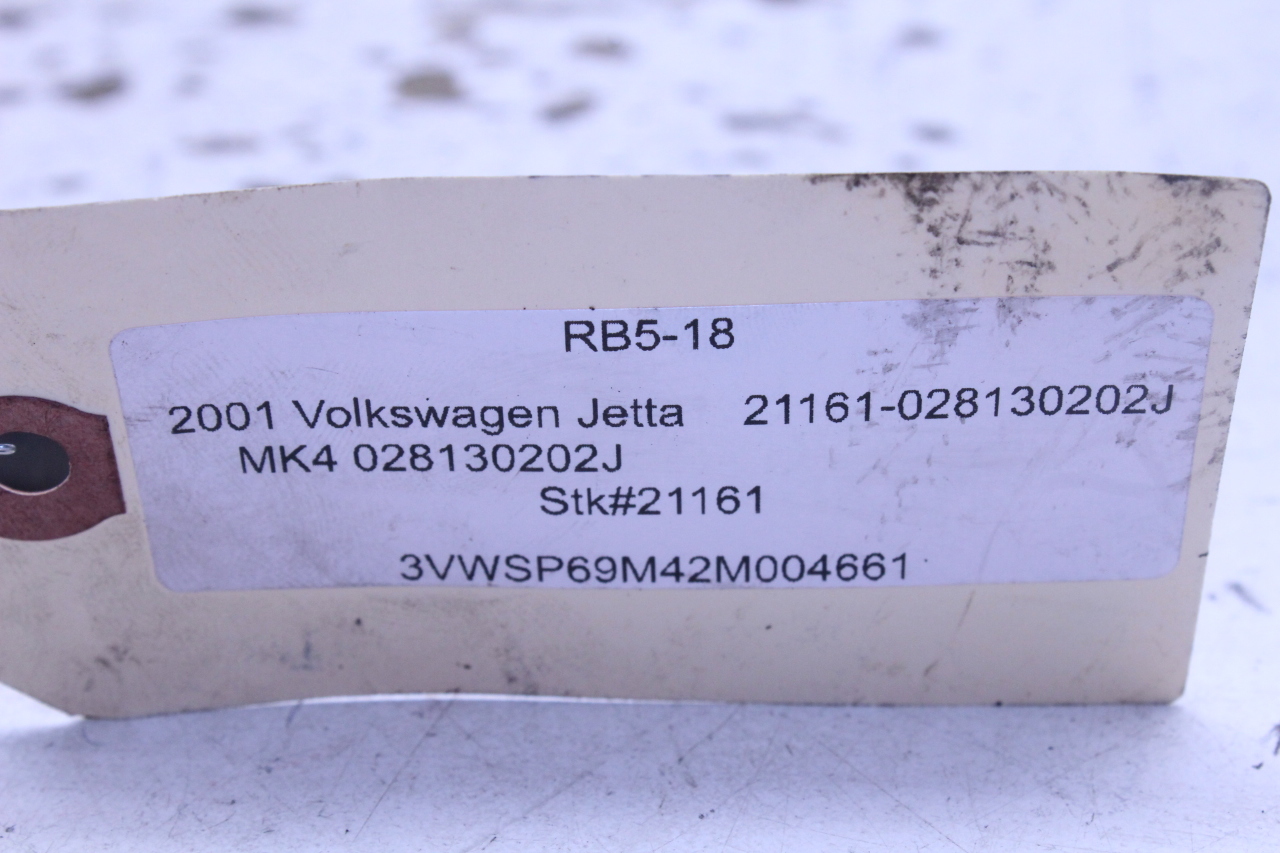 RB5-18
2001 Volkswagen Jetta 21161-028130202J
MK4 028130202J
Stk#21161
3VWSP69M42M004661